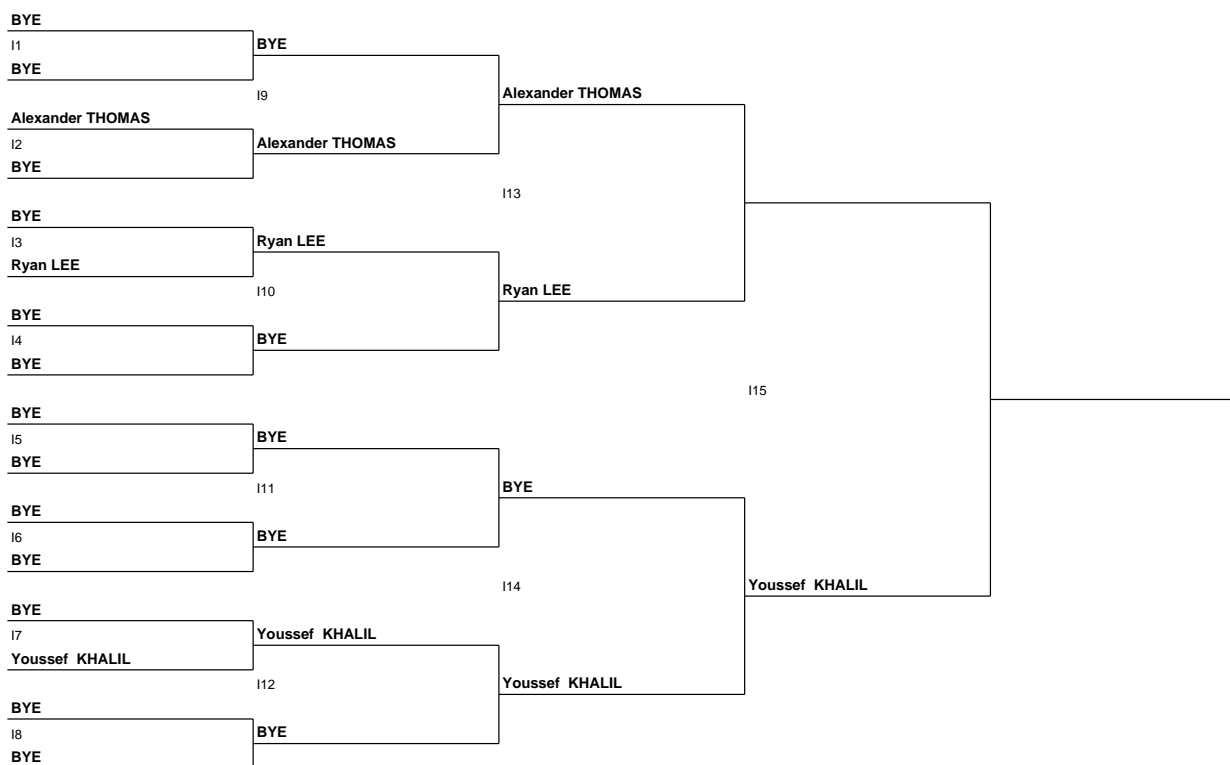 BYE
I1
BYE
BYE
I9
Alexander THOMAS
Alexander THOMAS
I2
Alexander THOMAS
BYE
I13
BYE
I3
Ryan LEE
Ryan LEE
I10
Ryan LEE
BYE
I4
BYE
BYE
I15
BYE
I5
BYE
BYE
I11
BYE
BYE
I6
BYE
BYE
I14
Youssef  KHALIL
BYE
I7
Youssef  KHALIL
Youssef  KHALIL
I12
Youssef  KHALIL
BYE
I8
BYE
BYE